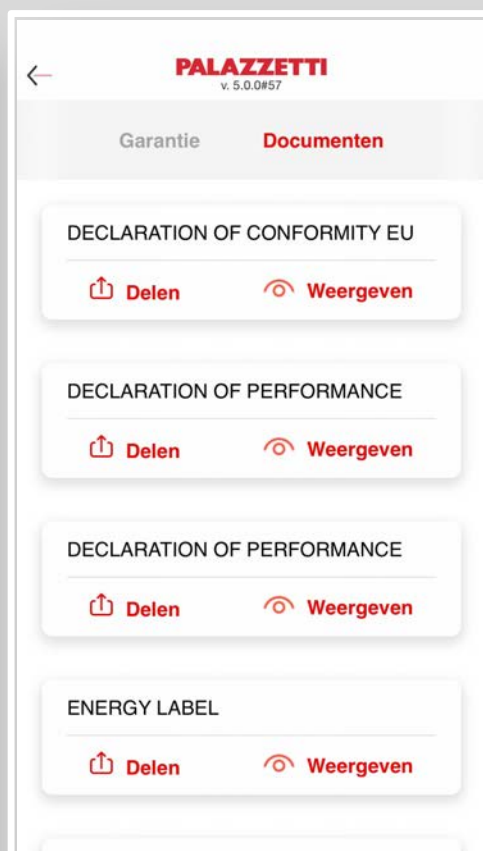 PALAZZETTI
v. 5.0.0#57
Garantie Documenten
DECLARATION OF CONFORMITY EU
Delen Weergeven
DECLARATION OF PERFORMANCE
Delen Weergeven
DECLARATION OF PERFORMANCE
Delen Weergeven
ENERGY LABEL
Delen Weergeven